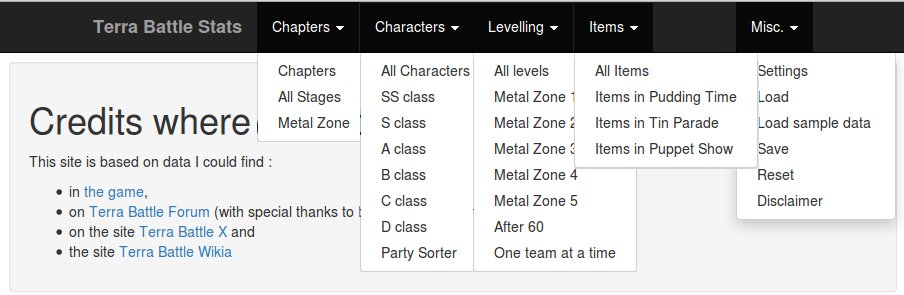 Terra Battle Stats
Chapters
Characters
Levelling
Items
Misc.
Chapters
All Stages
Metal Zone
All Characters
SS class
S class
A class
B class
C class
D class
Party Sorter
All levels
Metal Zone 1
Metal Zone 2
Metal Zone 3
Metal Zone 4
Metal Zone 5
After 60
One team at a time
All Items
Items in Pudding Time
Items in Tin Parade
Items in Puppet Show
Settings
Load
Load sample data
Save
Reset
Disclaimer
Credits where
This site is based on data I could find :
in the game,
on Terra Battle Forum (with special thanks to
on the site Terra Battle X and
the site Terra Battle Wikia